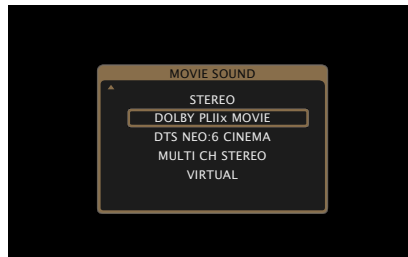 MOVIE SOUND
STEREO
DOLBY PLIIx MOVIE
DTS NEO:6 CINEMA
MULTI CH STEREO
VIRTUAL